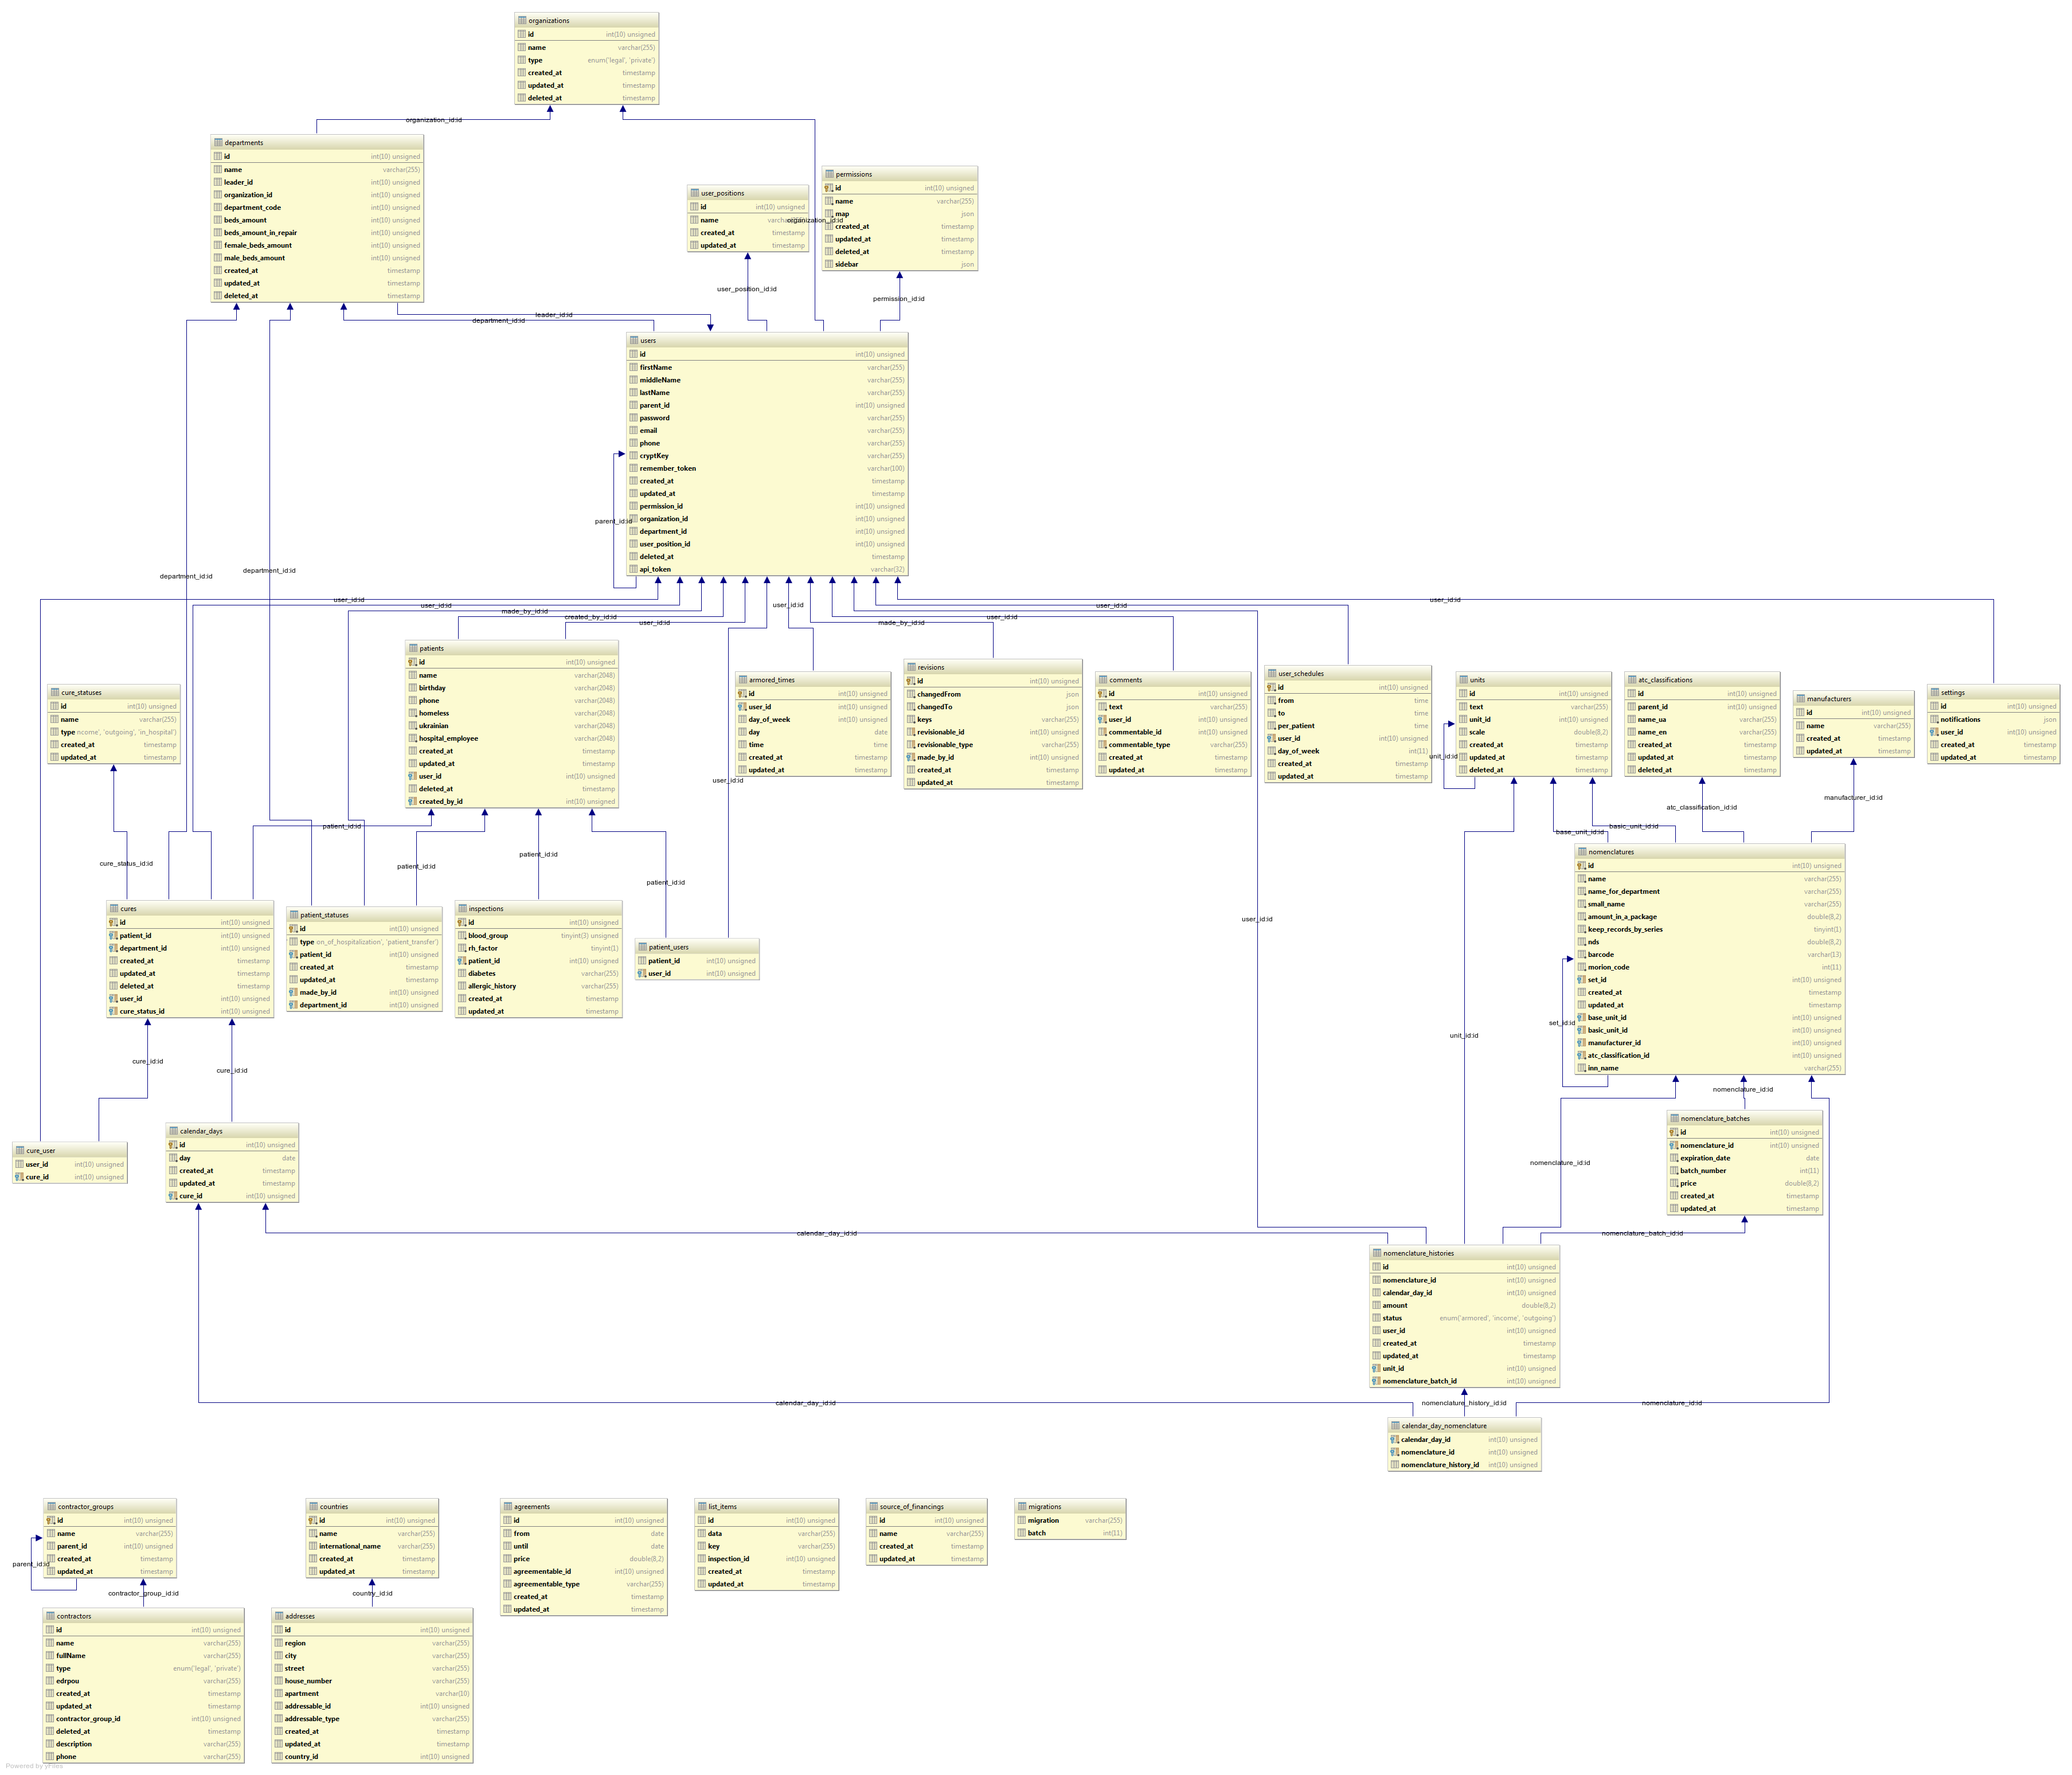 organizations
id int(10) unsigned
name varchar(255)
type enum('legal', 'private')
created_at timestamp
updated_at timestamp
deleted_at timestamp
organization_id:id
departments
id int(10) unsigned
name varchar(255)
leader_id int(10) unsigned
organization_id int(10) unsigned
department_code int(10) unsigned
beds_amount int(10) unsigned
beds_amount_in_repair int(10) unsigned
female_beds_amount int(10) unsigned
male_beds_amount int(10) unsigned
created_at timestamp
updated_at timestamp
deleted_at timestamp
user_positions
id int(10) unsigned
name varchar
created_at timestamp
updated_at timestamp
organization_id:id
permissions
id int(10) unsigned
name varchar(255)
map json
created_at timestamp
updated_at timestamp
deleted_at timestamp
sidebar json
user_position_id:id
permission_id:id
leader_id:id
department_id:id
users
id int(10) unsigned
firstName varchar(255)
middleName varchar(255)
lastName varchar(255)
parent_id int(10) unsigned
password varchar(255)
email varchar(255)
phone varchar(255)
cryptKey varchar(255)
remember_token varchar(100)
created_at timestamp
updated_at timestamp
permission_id int(10) unsigned
organization_id int(10) unsigned
department_id int(10) unsigned
user_position_id int(10) unsigned
deleted_at timestamp
api_token varchar(32)
parent_id:id
department_id:id
department_id:id
user_id:id
user_id:id
made_by_id:id
created_by_id:id
user_id:id
user_id:id
made_by_id:id
user_id:id
user_id:id
user_id:id
patients
id int(10) unsigned
name varchar(2048)
birthday varchar(2048)
phone varchar(2048)
homeless varchar(2048)
ukrainian varchar(2048)
hospital_employee varchar(2048)
created_at timestamp
updated_at timestamp
user_id int(10) unsigned
deleted_at timestamp
created_by_id int(10) unsigned
cure_statuses
id int(10) unsigned
name varchar(255)
type ncome', 'outgoing', 'in_hospital')
created_at timestamp
updated_at timestamp
armored_times
id int(10) unsigned
user_id int(10) unsigned
day_of_week int(10) unsigned
day date
time time
created_at timestamp
updated_at timestamp
user_id:id
revisions
id int(10) unsigned
changedFrom json
changedTo json
keys varchar(255)
revisionable_id int(10) unsigned
revisionable_type varchar(255)
made_by_id int(10) unsigned
created_at timestamp
updated_at timestamp
comments
id int(10) unsigned
text varchar(255)
user_id int(10) unsigned
commentable_id int(10) unsigned
commentable_type varchar(255)
created_at timestamp
updated_at timestamp
user_schedules
id int(10) unsigned
from time
to time
per_patient time
user_id int(10) unsigned
day_of_week int(11)
created_at timestamp
updated_at timestamp
units
id int(10) unsigned
text varchar(255)
unit_id int(10) unsigned
scale double(8,2)
created_at timestamp
updated_at timestamp
deleted_at timestamp
unit_id:id
atc_classifications
id int(10) unsigned
parent_id int(10) unsigned
name_ua varchar(255)
name_en varchar(255)
created_at timestamp
updated_at timestamp
deleted_at timestamp
manufacturers
id int(10) unsigned
name varchar(255)
created_at timestamp
updated_at timestamp
settings
id int(10) unsigned
notifications json
user_id int(10) unsigned
created_at timestamp
updated_at timestamp
manufacturer_id:id
atc_classification_id:id
basic_unit_id:id
base_unit_id:id
cure_status_id:id
patient_id:id
patient_id:id
patient_id:id
patient_id:id
cures
id int(10) unsigned
patient_id int(10) unsigned
department_id int(10) unsigned
created_at timestamp
updated_at timestamp
deleted_at timestamp
user_id int(10) unsigned
cure_status_id int(10) unsigned
patient_statuses
id int(10) unsigned
type on_of_hospitalization', 'patient_transfer')
patient_id int(10) unsigned
created_at timestamp
updated_at timestamp
made_by_id int(10) unsigned
department_id int(10) unsigned
inspections
id int(10) unsigned
blood_group tinyint(3) unsigned
rh_factor tinyint(1)
patient_id int(10) unsigned
diabetes varchar(255)
allergic_history varchar(255)
created_at timestamp
updated_at timestamp
patient_users
patient_id int(10) unsigned
user_id int(10) unsigned
user_id:id
nomenclatures
id int(10) unsigned
name varchar(255)
name_for_department varchar(255)
small_name varchar(255)
amount_in_a_package double(8,2)
keep_records_by_series tinyint(1)
nds double(8,2)
barcode varchar(13)
morion_code int(11)
set_id int(10) unsigned
created_at timestamp
updated_at timestamp
base_unit_id int(10) unsigned
basic_unit_id int(10) unsigned
manufacturer_id int(10) unsigned
atc_classification_id int(10) unsigned
inn_name varchar(255)
set_id:id
unit_id:id
cure_id:id
cure_id:id
nomenclature_id:id
nomenclature_batches
id int(10) unsigned
nomenclature_id int(10) unsigned
expiration_date date
batch_number int(11)
price double(8,2)
created_at timestamp
updated_at timestamp
cure_user
user_id int(10) unsigned
cure_id int(10) unsigned
calendar_days
id int(10) unsigned
day date
created_at timestamp
updated_at timestamp
cure_id int(10) unsigned
nomenclature_id:id
calendar_day_id:id
nomenclature_batch_id:id
nomenclature_histories
id int(10) unsigned
nomenclature_id int(10) unsigned
calendar_day_id int(10) unsigned
amount double(8,2)
status enum('armored', 'income', 'outgoing')
user_id int(10) unsigned
created_at timestamp
updated_at timestamp
unit_id int(10) unsigned
nomenclature_batch_id int(10) unsigned
calendar_day_id:id
nomenclature_history_id:id
nomenclature_id:id
calendar_day_nomenclature
calendar_day_id int(10) unsigned
nomenclature_id int(10) unsigned
nomenclature_history_id int(10) unsigned
contractor_groups
id int(10) unsigned
name varchar(255)
parent_id int(10) unsigned
created_at timestamp
updated_at timestamp
parent_id:id
contractor_group_id:id
countries
id int(10) unsigned
name varchar(255)
international_name varchar(255)
created_at timestamp
updated_at timestamp
country_id:id
agreements
id int(10) unsigned
from date
until date
price double(8,2)
agreementable_id int(10) unsigned
agreementable_type varchar(255)
created_at timestamp
updated_at timestamp
list_items
id int(10) unsigned
data varchar(255)
key varchar(255)
inspection_id int(10) unsigned
created_at timestamp
updated_at timestamp
source_of_financings
id int(10) unsigned
name varchar(255)
created_at timestamp
updated_at timestamp
migrations
migration varchar(255)
batch int(11)
contractors
id int(10) unsigned
name varchar(255)
fullName varchar(255)
type enum('legal', 'private')
edrpou varchar(255)
created_at timestamp
updated_at timestamp
contractor_group_id int(10) unsigned
deleted_at timestamp
description varchar(255)
phone varchar(255)
addresses
id int(10) unsigned
region varchar(255)
city varchar(255)
street varchar(255)
house_number varchar(255)
apartment varchar(10)
addressable_id int(10) unsigned
addressable_type varchar(255)
created_at timestamp
updated_at timestamp
country_id int(10) unsigned
Powered by yFiles